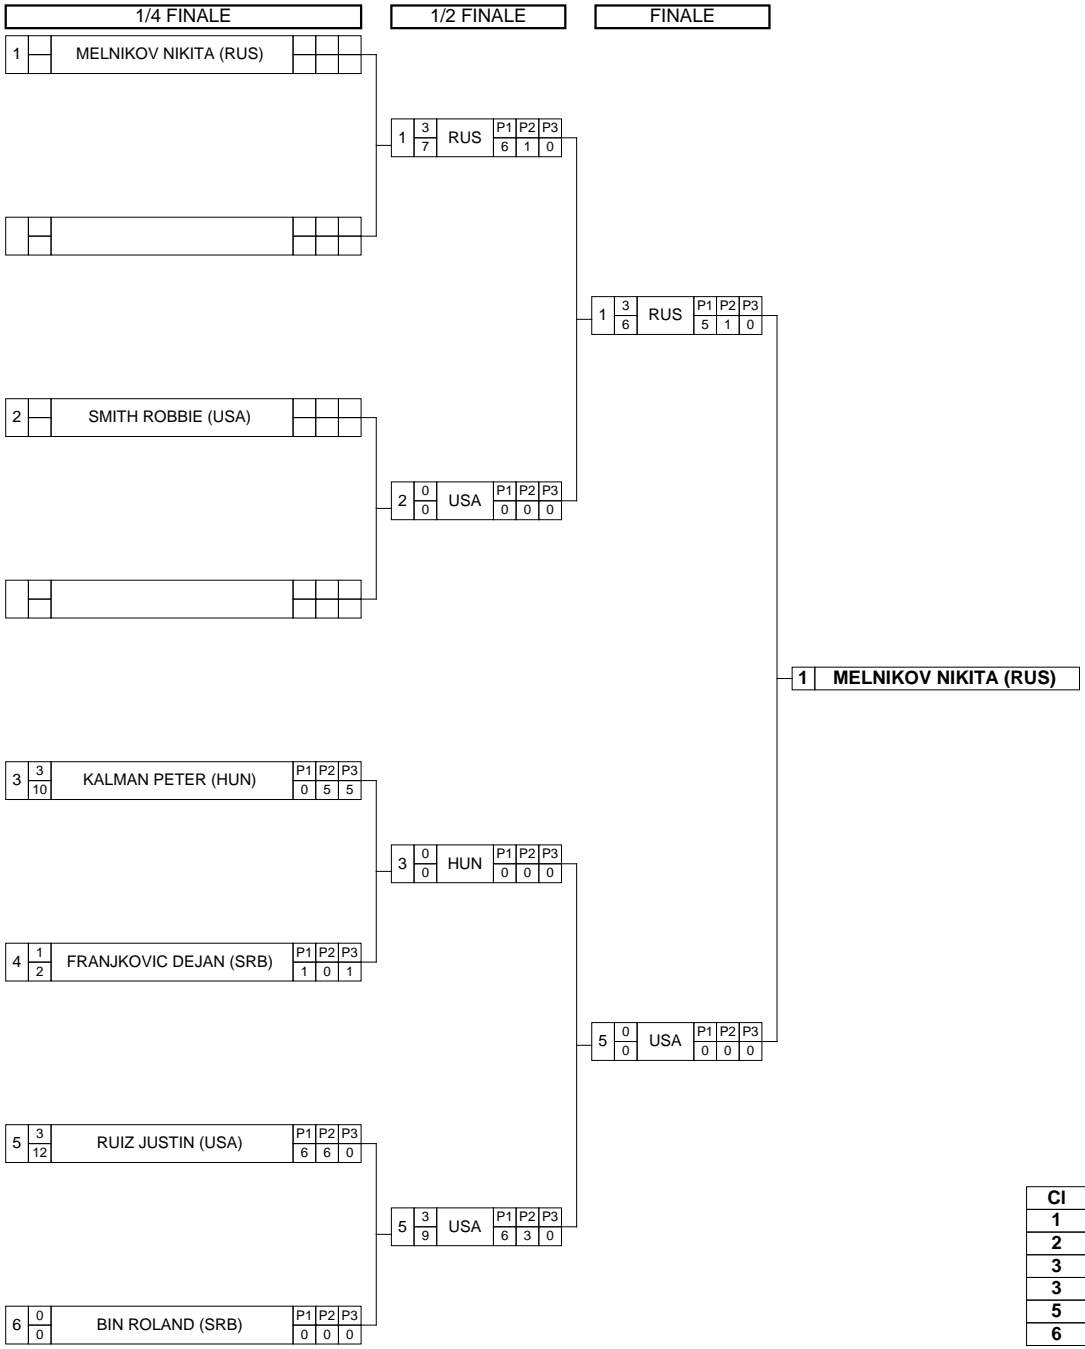 1/4 FINALE 1/2 FINALE FINALE
1 MELNIKOV NIKITA (RUS)
1 3 7 RUS P1 P2 P3
6 1 0
1 3 6 RUS P1 P2 P3
5 1 0
2 SMITH ROBBIE (USA)
2 0 0 USA P1 P2 P3
0 0 0
1 MELNIKOV NIKITA (RUS)
3 3 10 KALMAN PETER (HUN) P1 P2 P3
0 5 5
3 0 0 HUN P1 P2 P3
0 0 0
4 1 2 FRANJKOVIC DEJAN (SRB) P1 P2 P3
1 0 1
5 0 0 USA P1 P2 P3
0 0 0
5 3 12 RUIZ JUSTIN (USA) P1 P2 P3
6 6 0
5 3 9 USA P1 P2 P3
6 3 0
6 0 0 BIN ROLAND (SRB) P1 P2 P3
0 0 0
Cl
1
2
3
3
5
6